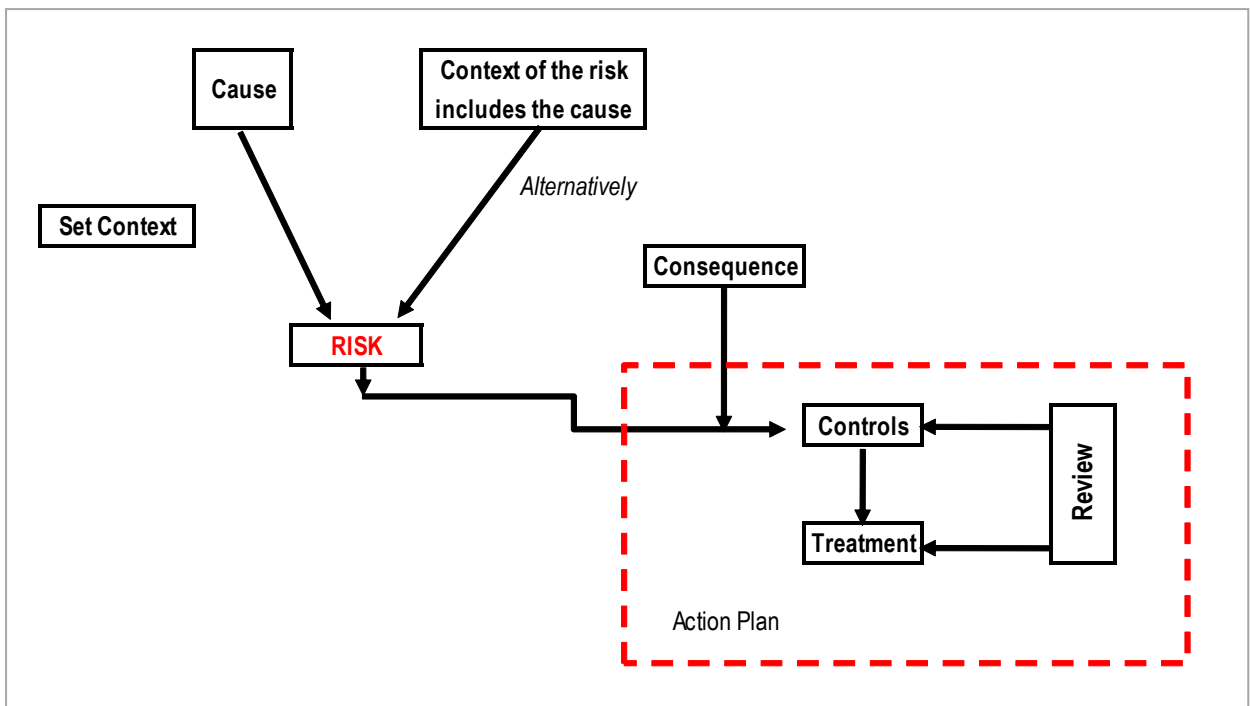 Cause
Context of the risk
includes the cause
Alternatively
Set Context
Consequence
RISK
Controls
Review
Treatment
Action Plan